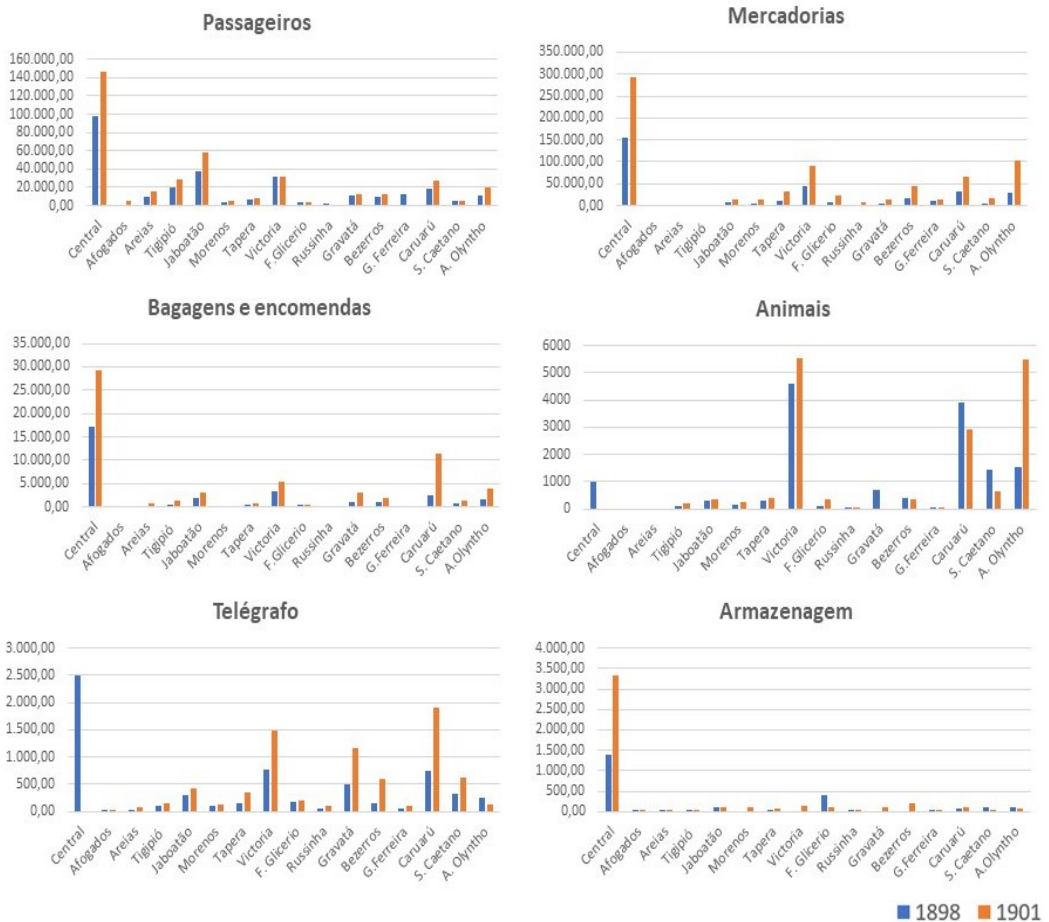 Passageiros
160.000,00
140.000,00
120.000,00
100.000,00
80.000,00
60.000,00
40.000,00
20.000,00
0,00
Central
Afogados
Areias
Tigipió
Jaboatão
Morenos
Tapera
Victoria
F.Glicerio
Russinha
Gravatá
Bezerros
G. Ferreira
Caruarú
S. Caetano
A. Olyntho
Mercadorias
350.000,00
300.000,00
250.000,00
200.000,00
150.000,00
100.000,00
50.000,00
0,00
Central
Afogados
Areias
Tigipió
Jaboatão
Morenos
Tapera
Victoria
F. Glicerio
Russinha
Gravatá
Bezerros
G.Ferreira
Caruarú
S. Caetano
A. Olyntho
Bagagens e encomendas
35.000,00
30.000,00
25.000,00
20.000,00
15.000,00
10.000,00
5.000,00
0,00
Central
Afogados
Areias
Tigipió
Jaboatão
Morenos
Tapera
Victoria
F.Glicerio
Russinha
Gravatá
Bezerros
G.Ferreira
Caruarú
S. Caetano
A.Olyntho
Animais
6000
5000
4000
3000
2000
1000
0
Central
Afogados
Areias
Tigipió
Jaboatão
Morenos
Tapera
Victoria
F.Glicerio
Russinha
Gravatá
Bezerros
G.Ferreira
Caruarú
S. Caetano
A. Olyntho
Telégrafo
3.000,00
2.500,00
2.000,00
1.500,00
1.000,00
500,00
0,00
Central
Afogados
Areias
Tigipió
Jaboatão
Morenos
Tapera
Victoria
F. Glicerio
Russinha
Gravatá
Bezerros
G.Ferreira
Caruarú
S. Caetano
A.Olyntho
Armazenagem
4.000,00
3.500,00
3.000,00
2.500,00
2.000,00
1.500,00
1.000,00
500,00
0,00
Central
Afogados
Areias
Tigipió
Jaboatão
Morenos
Tapera
Victoria
F. Glicerio
Russinha
Gravatá
Bezerros
G.Ferreira
Caruarú
S. Caetano
A.Olyntho
1898 1901